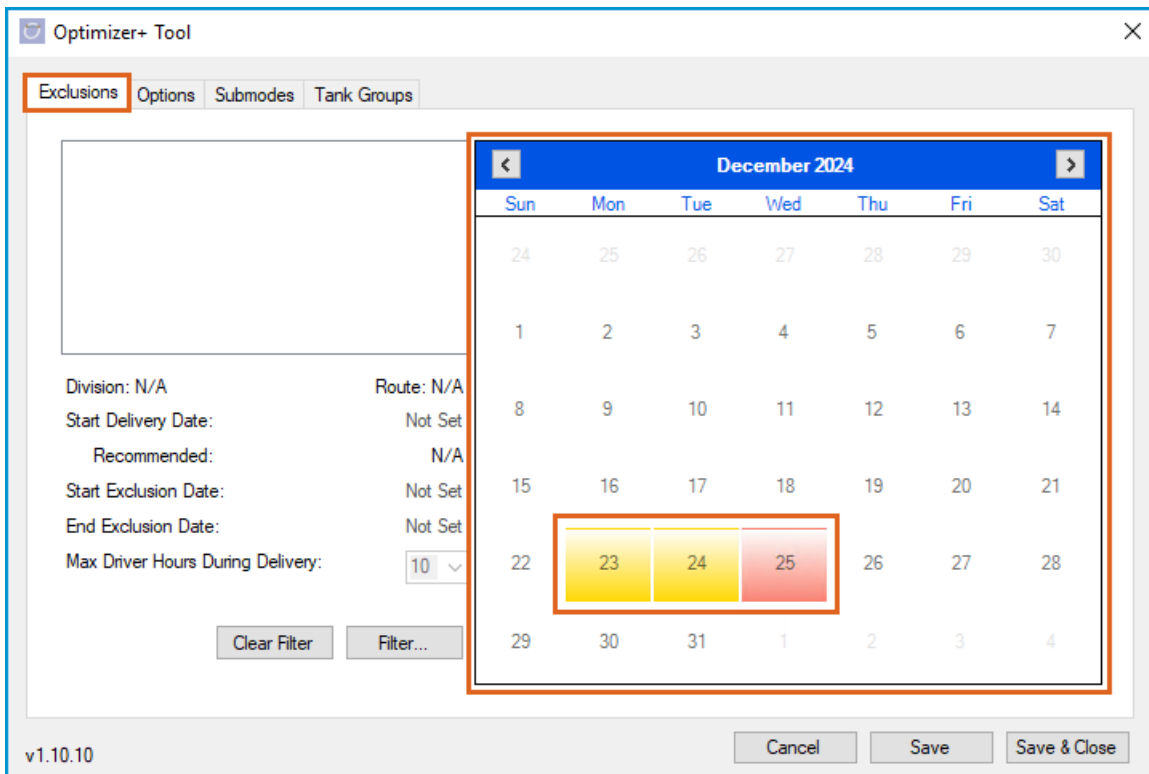 Optimizer+ Tool
Exclusions Options Submodes Tank Groups
December 2024
Sun Mon Tue Wed Thu Fri Sat
24 25 26 27 28 29 30
1 2 3 4 5 6 7
8 9 10 11 12 13 14
15 16 17 18 19 20 21
22 23 24 25 26 27 28
29 30 31 1 2 3 4
Division: N/A Route: N/A
Start Delivery Date: Not Set
Recommended: N/A
Start Exclusion Date: Not Set
End Exclusion Date: Not Set
Max Driver Hours During Delivery: 10
Clear Filter Filter...
v1.10.10 Cancel Save Save & Close